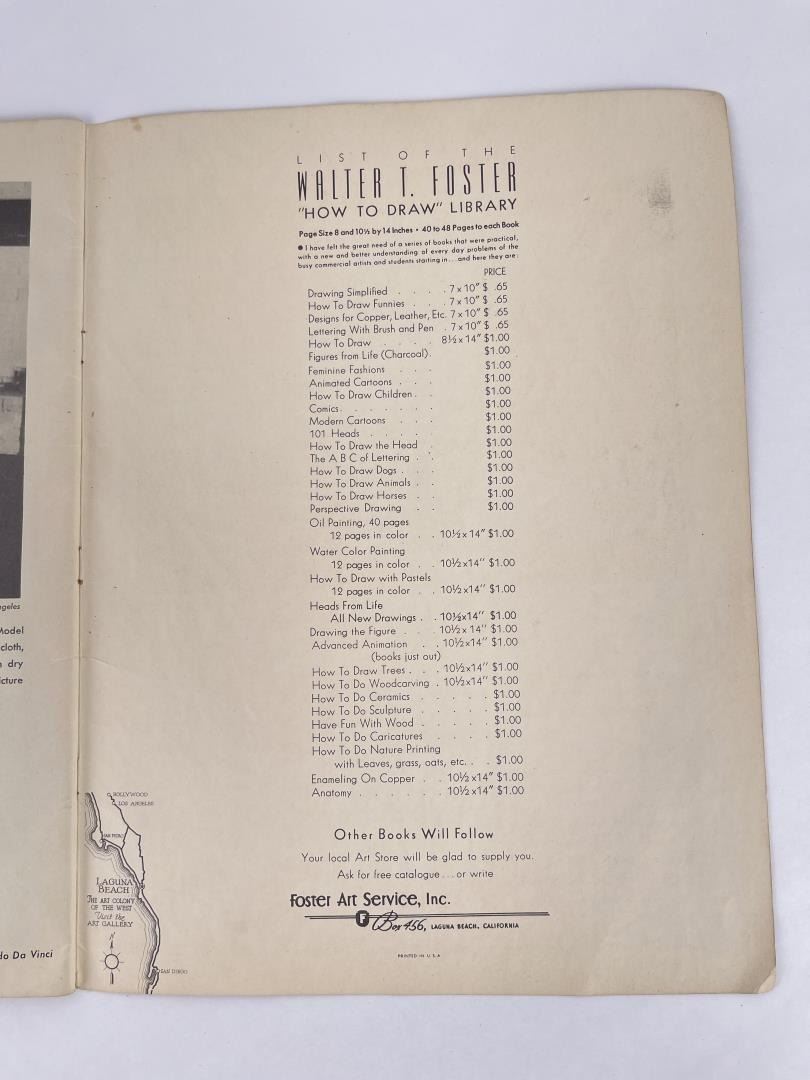 ngeles
Model
cloth,
n dry
icture
do Da Vinci
LIST OF THE
WALTER T. FOSTER
"HOW TO DRAW" LIBRARY
Page Size 8 and 10½ by 14 Inches • 40 to 48 Pages to each Book
● I have felt the great need of a series of books that were practical,
with a new and better understanding of every day problems of the
busy commercial artists and students starting in...and here they are:
PRICE
Drawing Simplified . . . . 7 x 10" $ .65
How To Draw Funnies . . . 7 x 10" $ .65
Designs for Copper, Leather, Etc. 7 x 10" $ .65
Lettering With Brush and Pen . 7 x 10" $ .65
How To Draw . . . . 8½ x 14" $1.00
Figures from Life (Charcoal). $1.00
Feminine Fashions . . . $1.00
Animated Cartoons . . . $1.00
How To Draw Children . . $1.00
Comics. . . . . . . $1.00
Modern Cartoons . . . $1.00
101 Heads . . . . . $1.00
How To Draw the Head . $1.00
The A B C of Lettering . . $1.00
How To Draw Dogs . . . $1.00
How To Draw Animals . . $1.00
How To Draw Horses . . $1.00
Perspective Drawing . . $1.00
Oil Painting, 40 pages
12 pages in color . . 10½ x 14" $1.00
Water Color Painting
12 pages in color . . 10½ x14" $1.00
How To Draw with Pastels
12 pages in color . . 10½x14" $1.00
Heads From Life
All New Drawings . . 10½x14" $1.00
Drawing the Figure . . . 10½x 14" $1.00
Advanced Animation . . 10½x14" $1.00
(books just out)
How To Draw Trees . . . 10½x14" $1.00
How To Do Woodcarving . 10½x14" $1.00
How To Do Ceramics . . . . . $1.00
How To Do Sculpture . . . . . $1.00
Have Fun With Wood . . . . . $1.00
How To Do Caricatures . . . . $1.00
How To Do Nature Printing
with Leaves, grass, oats, etc. . . $1.00
Enameling On Copper . . 10½x14" $1.00
Anatomy . . . . . . 10½x14" $1.00
Other Books Will Follow
Your local Art Store will be glad to supply you.
Ask for free catalogue...or write
Foster Art Service, Inc.
F Box 456, LAGUNA BEACH, CALIFORNIA
PRINTED IN U.S.A
HOLLYWOOD
LOS ANGELES
SAN PEDRO
LAGUNA
BEACH
THE ART COLONY
OF THE WEST
Visit the
ART GALLERY
N
SAN DIEGO